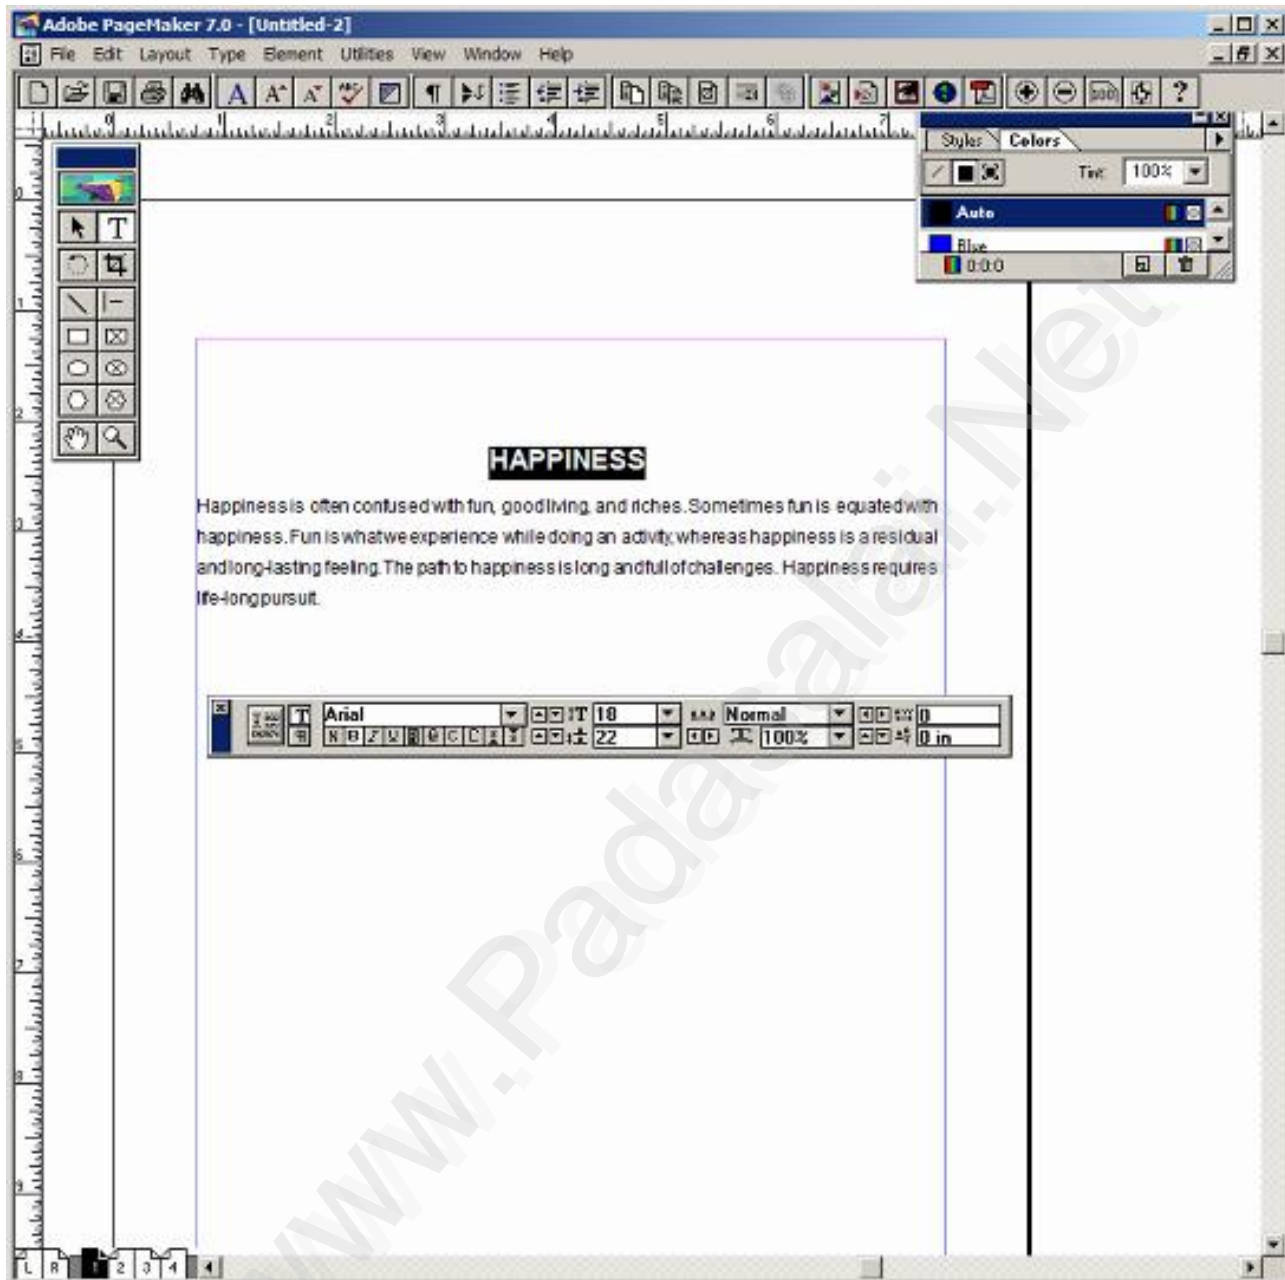 Adobe PageMaker 7.0 - [Untitled-2]
File Edit Layout Type Element Utilities View Window Help
Styles Colors
Tint: 100%
Auto
Blue
0:0:0
HAPPINESS
Happiness is often confused with fun, good living, and riches. Sometimes fun is equated with
happiness. Fun is what we experience while doing an activity, whereas happiness is a residual
and long-lasting feeling. The path to happiness is long and full of challenges. Happiness requires
life-long pursuit.
Arial 18 Normal 0
N B I U 22 100% 0 in
L R 1 2 3 4
www.Padasalai.Net